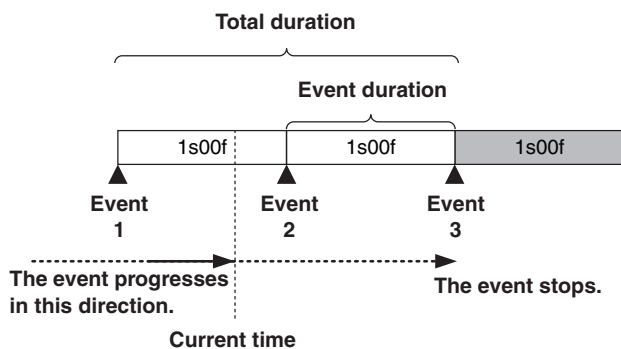 Total duration
Event duration
1s00f
1s00f
1s00f
Event
1
Event
2
Event
3
The event progresses
in this direction.
The event stops.
Current time